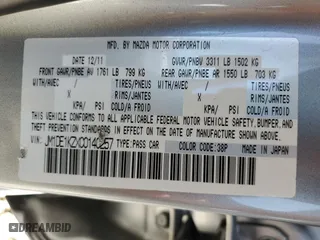 MFD. BY MAZDA MOTOR CORPORATION
DATE 12/11 GVWR/PNBV 3311 LB 1502 KG
FRONT GAWR/PNBE AV 1761 LB 799 KG REAR GAWR/PNBE AR 1550 LB 703 KG
WITH/AVEC / TIRES/PNEUS WITH/AVEC / TIRES/PNEUS
X RIMS/JANTES X RIMS/JANTES
KPA/ PSI COLD/A FROID KPA/ PSI COLD/A FROID
THIS VEHICLE CONFORMS TO ALL APPLICABLE FEDERAL MOTOR VEHICLE SAFETY, BUMPER, AND
THEFT PREVENTION STANDARDS IN EFFECT ON THE DATE OF MANUFACTURE SHOWN ABOVE.
TYPE:PASS CAR COLOR CODE:38P MADE IN JAPAN
DEALERSHIP